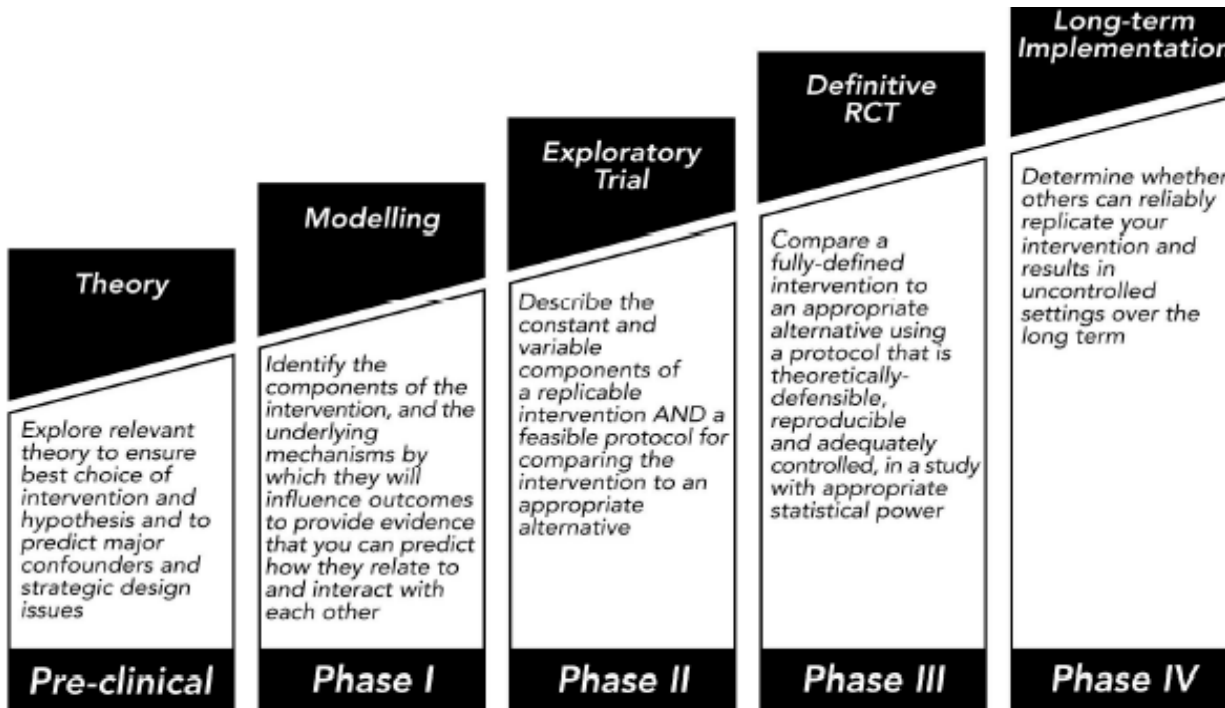 Theory
Explore relevant
theory to ensure
best choice of
intervention and
hypothesis and to
predict major
confounders and
strategic design
issues
Pre-clinical
Modelling
Identify the
components of the
intervention, and the
underlying
mechanisms by
which they will
influence outcomes
to provide evidence
that you can predict
how they relate to
and interact with
each other
Phase I
Exploratory
Trial
Describe the
constant and
variable
components of
a replicable
intervention AND a
feasible protocol for
comparing the
intervention to an
appropriate
alternative
Phase II
Definitive
RCT
Compare a
fully-defined
intervention to
an appropriate
alternative using
a protocol that is
theoretically-
defensible,
reproducible
and adequately
controlled, in a study
with appropriate
statistical power
Phase III
Long-term
Implementation
Determine whether
others can reliably
replicate your
intervention and
results in
uncontrolled
settings over the
long term
Phase IV